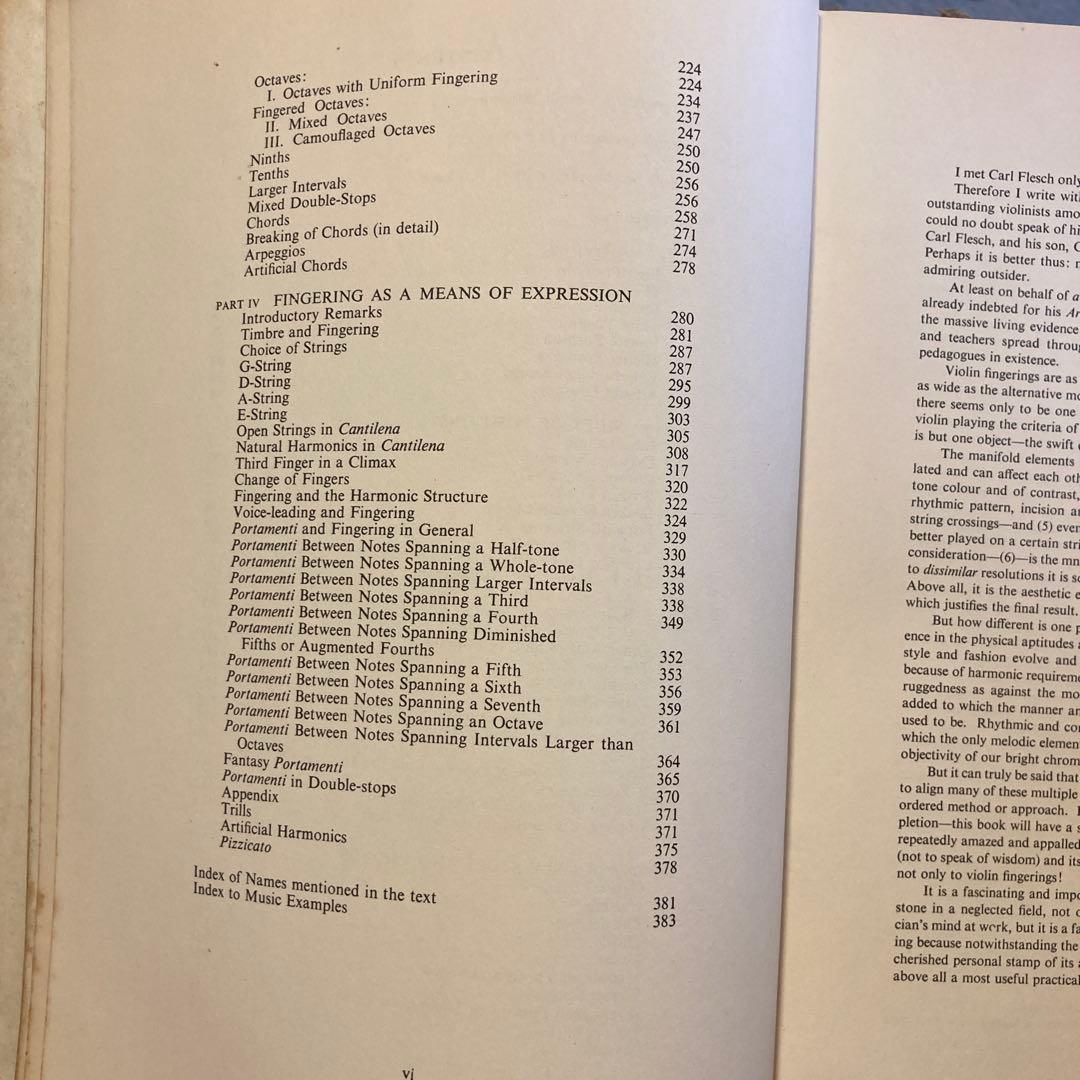 Octaves: 224
I. Octaves with Uniform Fingering 224
Fingered Octaves: 234
II. Mixed Octaves 237
III. Camouflaged Octaves 247
Ninths 250
Tenths 250
Larger Intervals 256
Mixed Double-Stops 256
Chords 258
Breaking of Chords (in detail) 271
Arpeggios 274
Artificial Chords 278
PART IV FINGERING AS A MEANS OF EXPRESSION
Introductory Remarks 280
Timbre and Fingering 281
Choice of Strings 287
G-String 287
D-String 295
A-String 299
E-String 303
Open Strings in Cantilena 305
Natural Harmonics in Cantilena 308
Third Finger in a Climax 317
Change of Fingers 320
Fingering and the Harmonic Structure 322
Voice-leading and Fingering 324
Portamenti and Fingering in General 329
Portamenti Between Notes Spanning a Half-tone 330
Portamenti Between Notes Spanning a Whole-tone 334
Portamenti Between Notes Spanning Larger Intervals 338
Portamenti Between Notes Spanning a Third 338
Portamenti Between Notes Spanning a Fourth 349
Portamenti Between Notes Spanning Diminished
Fifths or Augmented Fourths 352
Portamenti Between Notes Spanning a Fifth 353
Portamenti Between Notes Spanning a Sixth 356
Portamenti Between Notes Spanning a Seventh 359
Portamenti Between Notes Spanning an Octave 361
Portamenti Between Notes Spanning Intervals Larger than
Octaves 364
Fantasy Portamenti 365
Portamenti in Double-stops 370
Appendix 371
Trills 371
Artificial Harmonics 375
Pizzicato 378
Index of Names mentioned in the text 381
Index to Music Examples 383
vi
I met Carl Flesch only
Therefore I write
outstanding violinists
could no doubt speak of
Carl Flesch, and his son,
Perhaps it is better thus:
admiring outsider.
At least on behalf of
already indebted for his
the massive living evidence
and teachers spread
pedagogues in existence.
Violin fingerings are as
as wide as the alternative
there seems only to be one
violin playing the criteria of
is but one object—the swift
The manifold elements
lated and can affect each
tone colour and of contrast,
rhythmic pattern, incision
string crossings—and (5)
better played on a certain
consideration—(6)—is the
to dissimilar resolutions it is
Above all, it is the aesthetic
which justifies the final result.
But how different is one
ence in the physical aptitudes
style and fashion evolve and
because of harmonic
ruggedness as against the
added to which the manner
used to be. Rhythmic and
which the only melodic
objectivity of our bright
But it can truly be said that
to align many of these multiple
ordered method or approach.
pletion—this book will have a
repeatedly amazed and appalled
(not to speak of wisdom) and its
not only to violin fingerings!
It is a fascinating and
stone in a neglected field, not
cian's mind at work, but it is a
ing because notwithstanding the
cherished personal stamp of its
above all a most useful practical